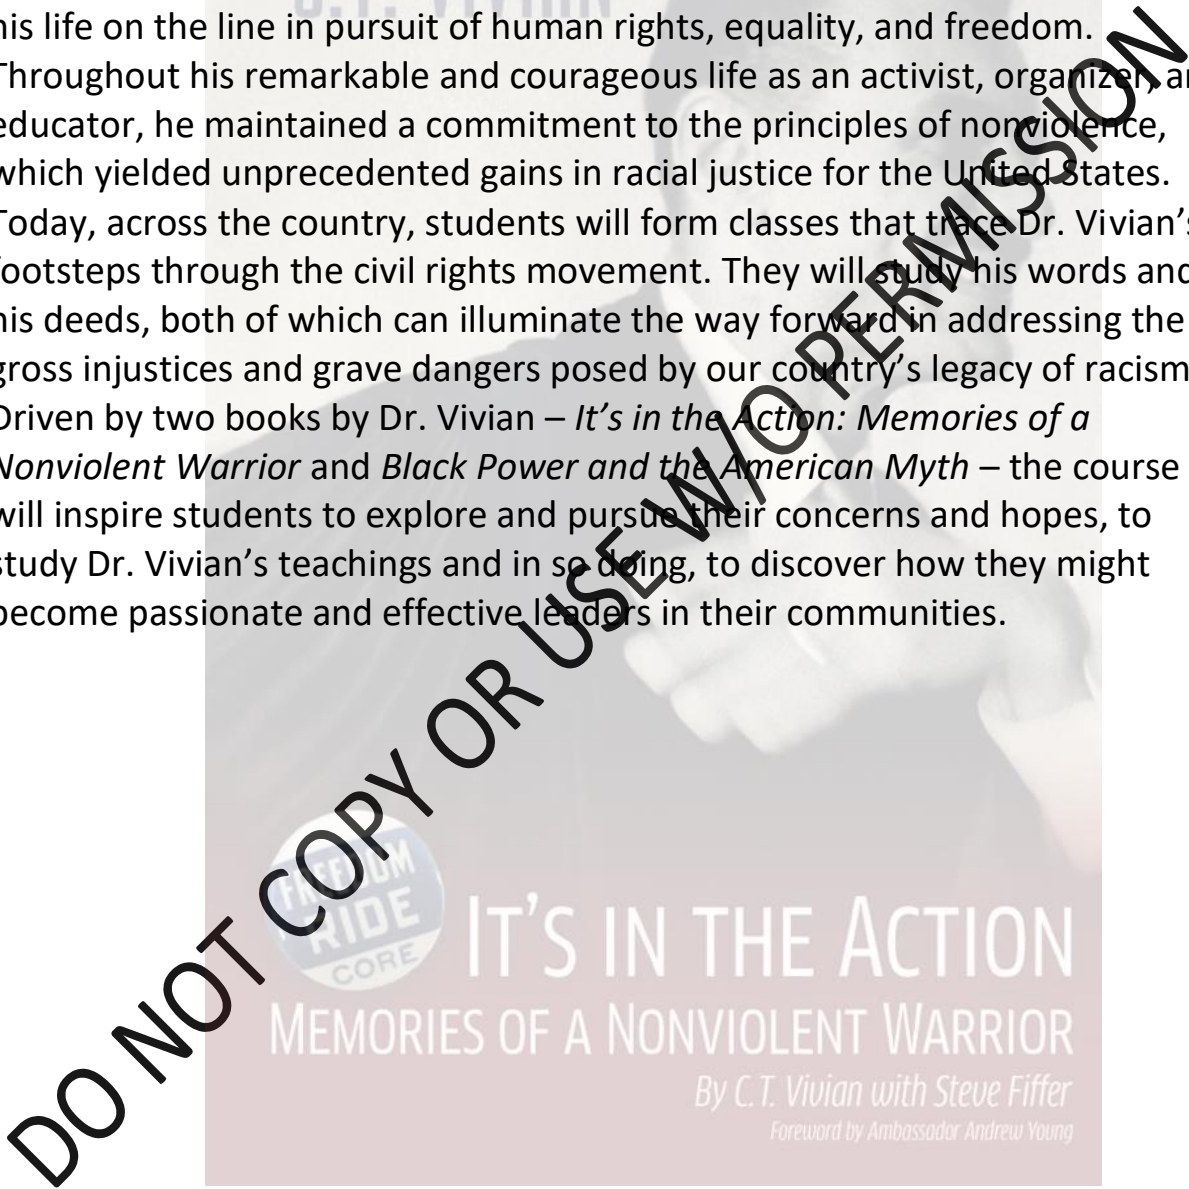 C.T. VIVIAN
his life on the line in pursuit of human rights, equality, and freedom.
Throughout his remarkable and courageous life as an activist, organizer, an
educator, he maintained a commitment to the principles of nonviolence,
which yielded unprecedented gains in racial justice for the United States.
Today, across the country, students will form classes that trace Dr. Vivian’s
footsteps through the civil rights movement. They will study his words and
his deeds, both of which can illuminate the way forward in addressing the
gross injustices and grave dangers posed by our country’s legacy of racism
Driven by two books by Dr. Vivian – It’s in the Action: Memories of a
Nonviolent Warrior and Black Power and the American Myth – the course
will inspire students to explore and pursue their concerns and hopes, to
study Dr. Vivian’s teachings and in so doing, to discover how they might
become passionate and effective leaders in their communities.
DO NOT COPY OR USE W/O PERMISSION
FREEDOM
RIDE
CORE
IT’S IN THE ACTION
MEMORIES OF A NONVIOLENT WARRIOR
By C.T. Vivian with Steve Fiffer
Foreword by Ambassador Andrew Young